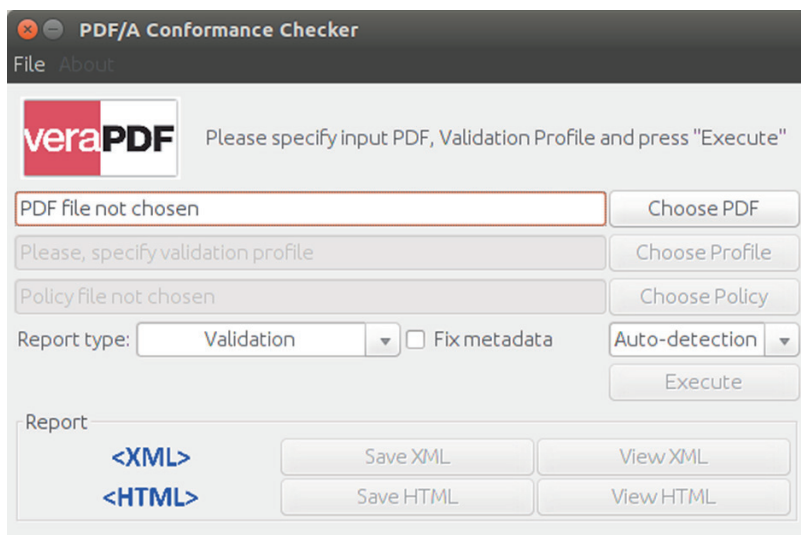 PDF/A Conformance Checker
File About
veraPDF Please specify input PDF, Validation Profile and press "Execute"
PDF file not chosen Choose PDF
Please, specify validation profile Choose Profile
Policy file not chosen Choose Policy
Report type: Validation Fix metadata Auto-detection
Execute
Report
<XML> Save XML View XML
<HTML> Save HTML View HTML